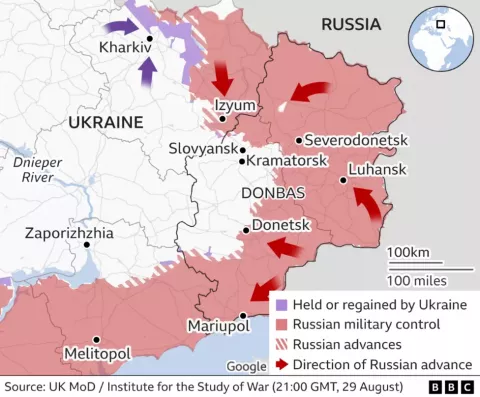 RUSSIA
Kharkiv
Izyum
UKRAINE
Slovyansk
Severodonetsk
Kramatorsk
Dnieper
River
Luhansk
DONBAS
Zaporizhzhia
Donetsk
100km
100 miles
Held or regained by Ukraine
Russian military control
Russian advances
Direction of Russian advance
Mariupol
Melitopol
Google
Source: UK MoD / Institute for the Study of War (21:00 GMT, 29 August)
BBC